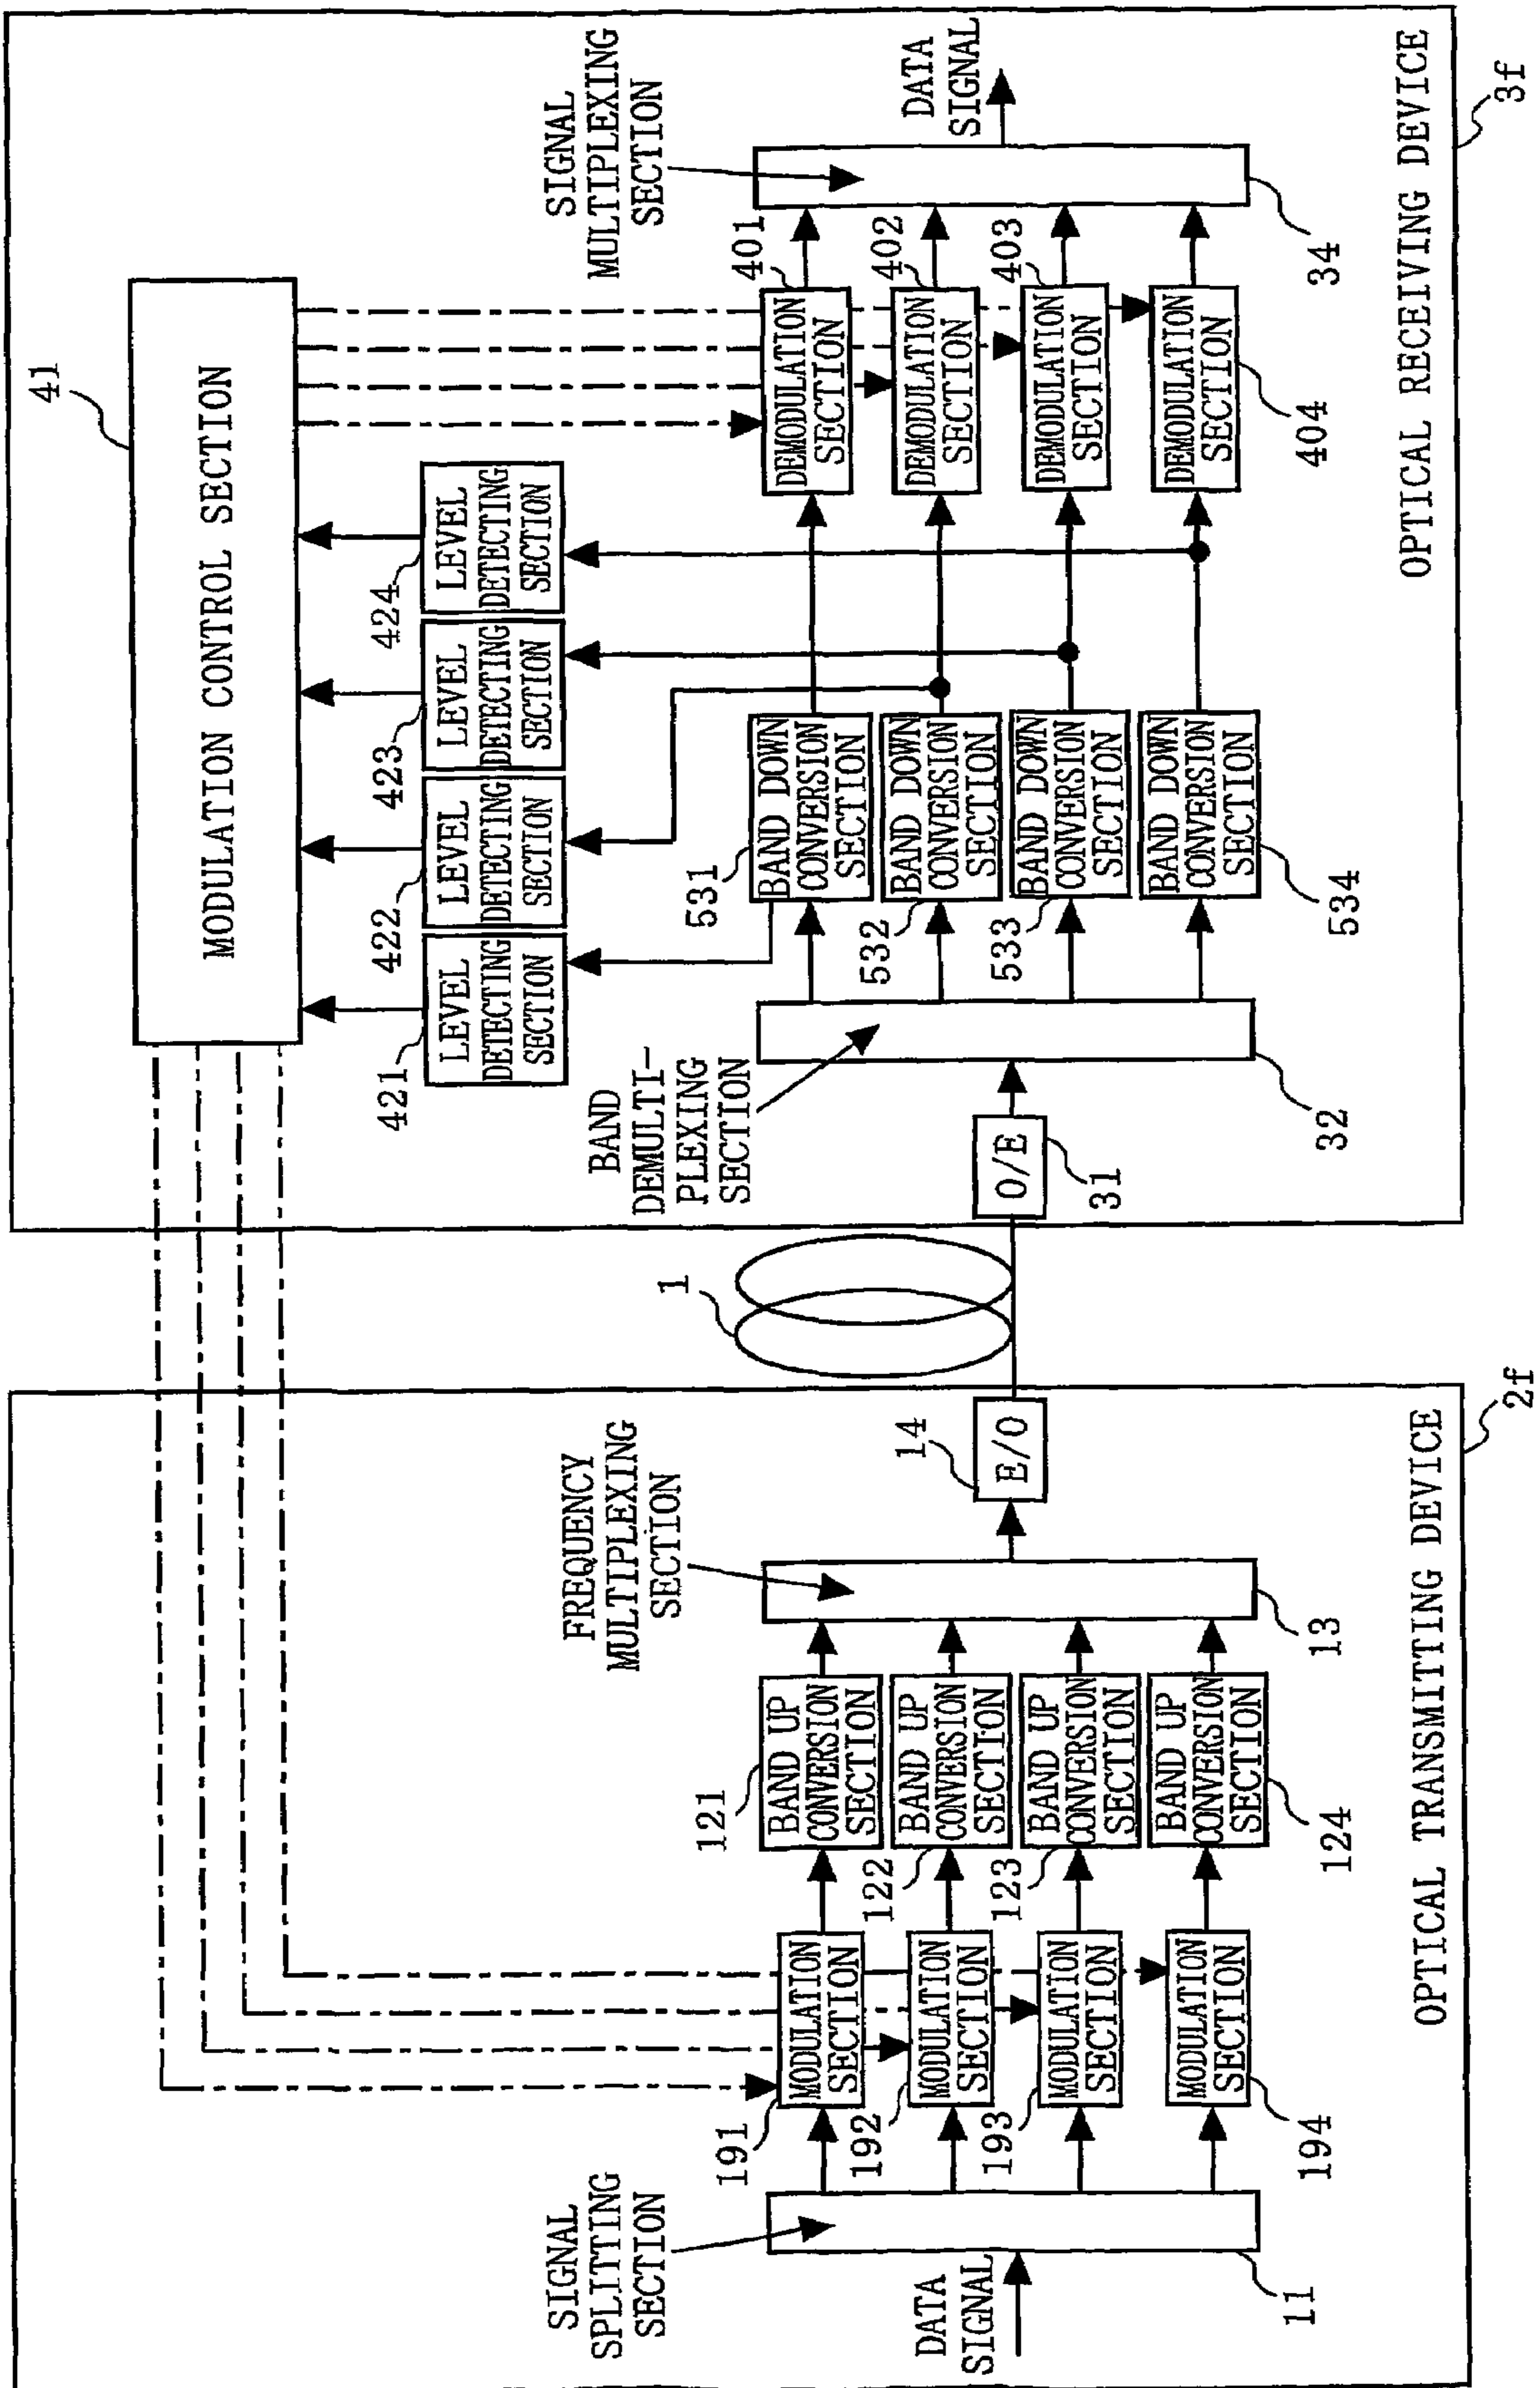 41
MODULATION CONTROL SECTION
421
LEVEL
DETECTING
SECTION
422
LEVEL
DETECTING
SECTION
423
LEVEL
DETECTING
SECTION
424
LEVEL
DETECTING
SECTION
SIGNAL
SPLITTING
SECTION
DATA
SIGNAL
11
191
MODULATION
SECTION
192
MODULATION
SECTION
193
MODULATION
SECTION
194
MODULATION
SECTION
121
BAND UP
CONVERSION
SECTION
122
BAND UP
CONVERSION
SECTION
123
BAND UP
CONVERSION
SECTION
124
BAND UP
CONVERSION
SECTION
FREQUENCY
MULTIPLEXING
SECTION
13
14
E/O
OPTICAL TRANSMITTING DEVICE
2f
1
O/E
31
BAND
DEMULTI-
PLEXING
SECTION
32
531
BAND DOWN
CONVERSION
SECTION
532
BAND DOWN
CONVERSION
SECTION
533
BAND DOWN
CONVERSION
SECTION
534
BAND DOWN
CONVERSION
SECTION
401
DEMODULATION
SECTION
402
DEMODULATION
SECTION
403
DEMODULATION
SECTION
404
DEMODULATION
SECTION
SIGNAL
MULTIPLEXING
SECTION
34
DATA
SIGNAL
OPTICAL RECEIVING DEVICE
3f